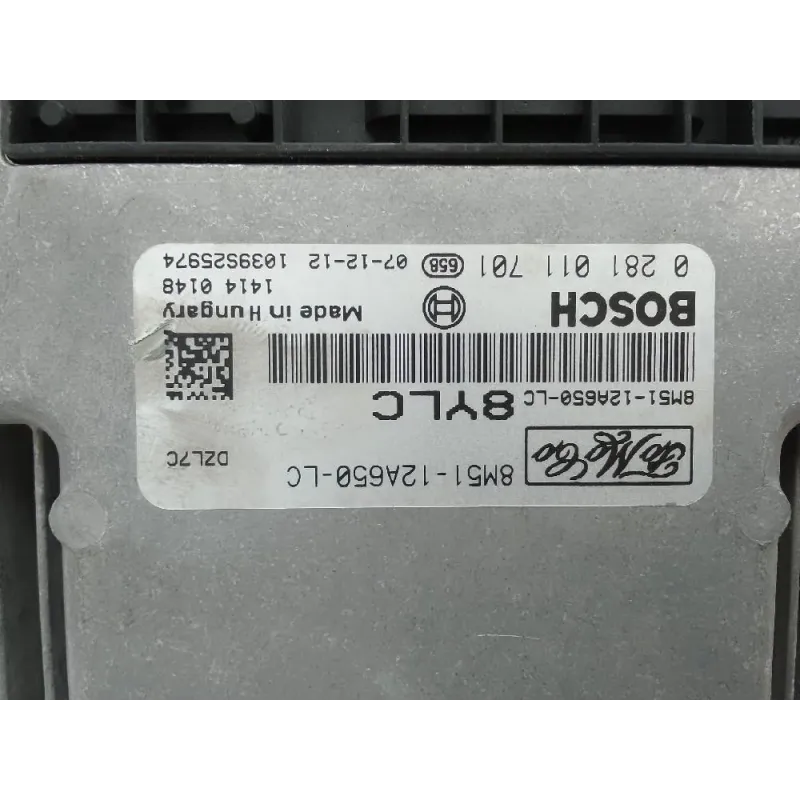 FoMoCo 8M51-12A650-LC
DZL7C
8YLC
8M51-12A650-LC
BOSCH Made in Hungary
1414 0148
0 281 011 701 658 07-12-12 1039S25974